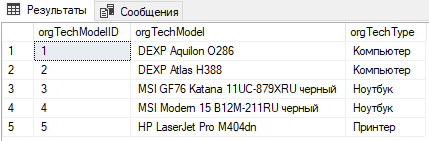 Результаты Сообщения
orgTechModelID orgTechModel orgTechType
1 1 DEXP Aquilon O286 Компьютер
2 2 DEXP Atlas H388 Компьютер
3 3 MSI GF76 Katana 11UC-879XRU черный Ноутбук
4 4 MSI Modern 15 B12M-211RU черный Ноутбук
5 5 HP LaserJet Pro M404dn Принтер